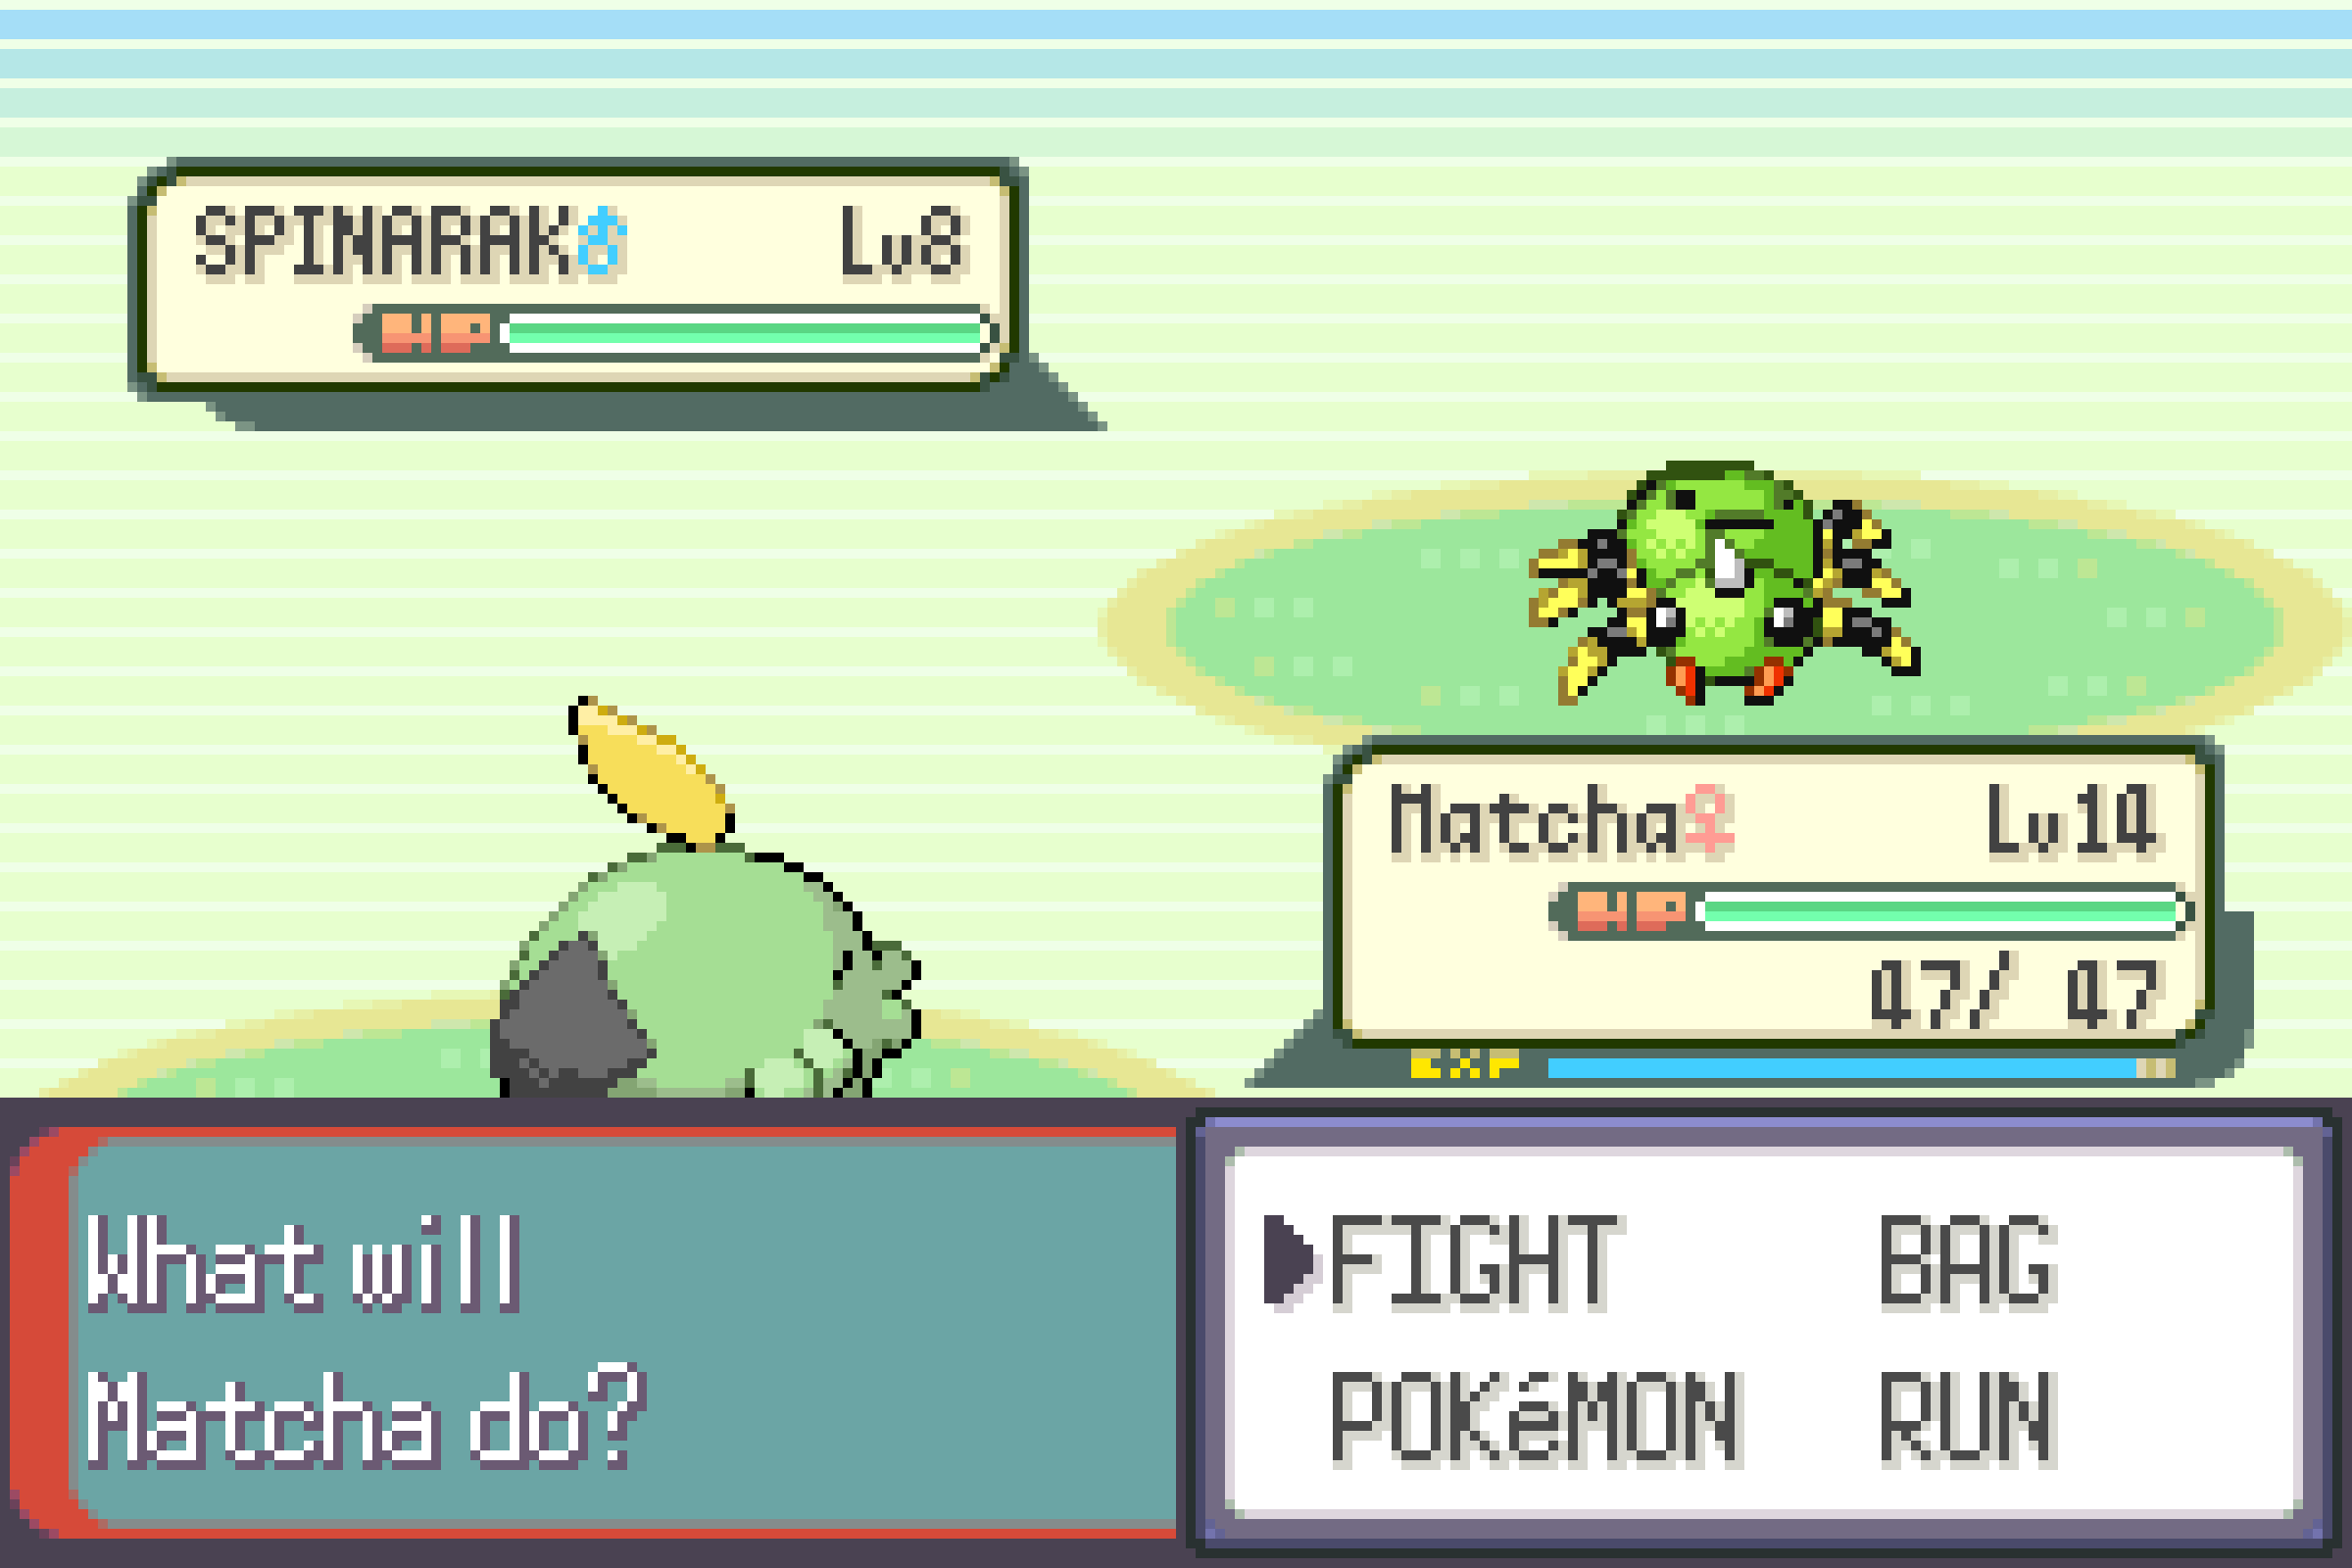 SPINARAK♂ Lv8
HP
Matcha♀ Lv14
HP
47/ 47
EXP
What will
Matcha do?
FIGHT BAG
POKéMON RUN